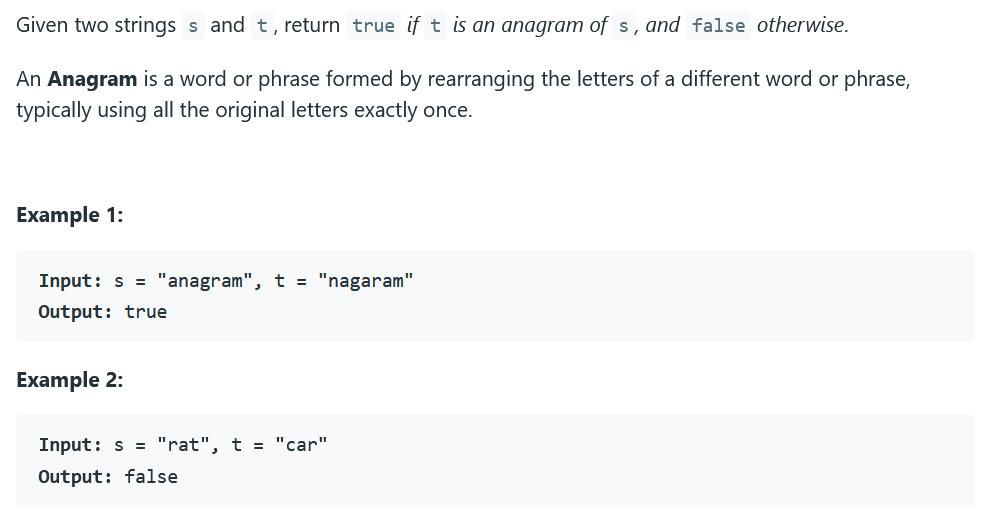 Given two strings s and t, return true if t is an anagram of s, and false otherwise.
An Anagram is a word or phrase formed by rearranging the letters of a different word or phrase,
typically using all the original letters exactly once.
Example 1:
Input: s = "anagram", t = "nagaram"
Output: true
Example 2:
Input: s = "rat", t = "car"
Output: false